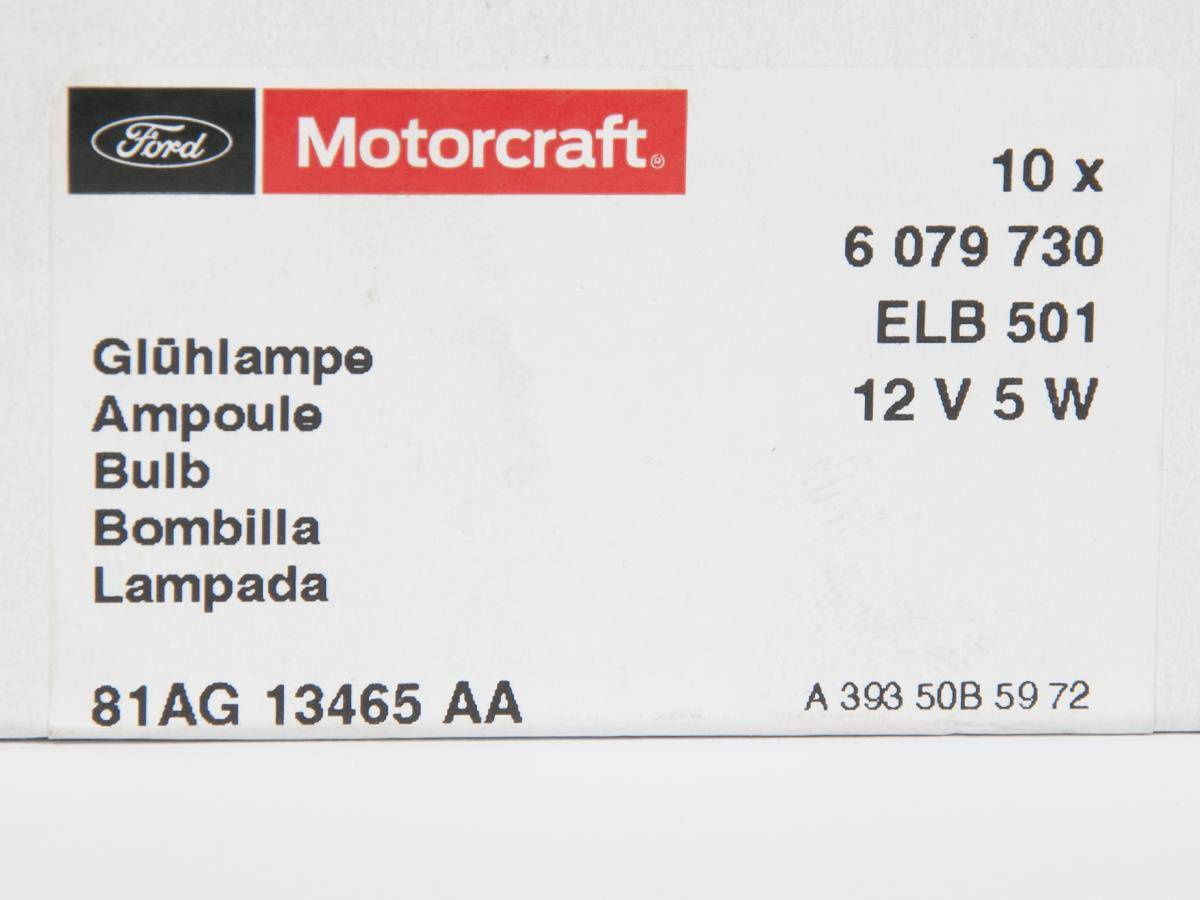 Ford Motorcraft®
10 x
6 079 730
ELB 501
12 V 5 W
Glūhlampe
Ampoule
Bulb
Bombilla
Lampada
81AG 13465 AA
A 393 50B 59 72